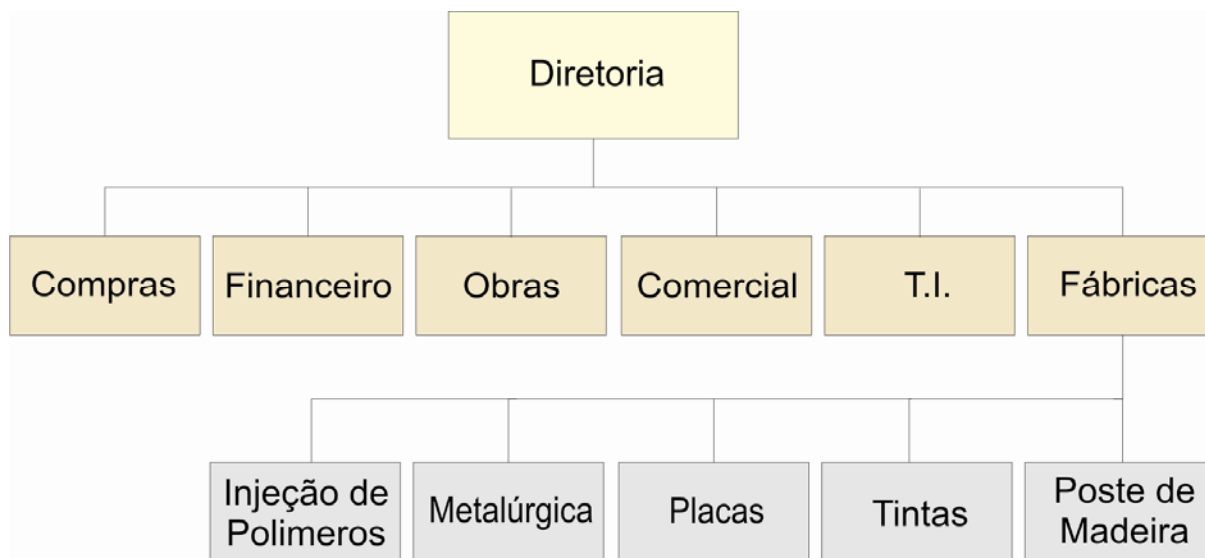 Diretoria
Compras
Financeiro
Obras
Comercial
T.I.
Fábricas
Injeção de
Polimeros
Metalúrgica
Placas
Tintas
Poste de
Madeira